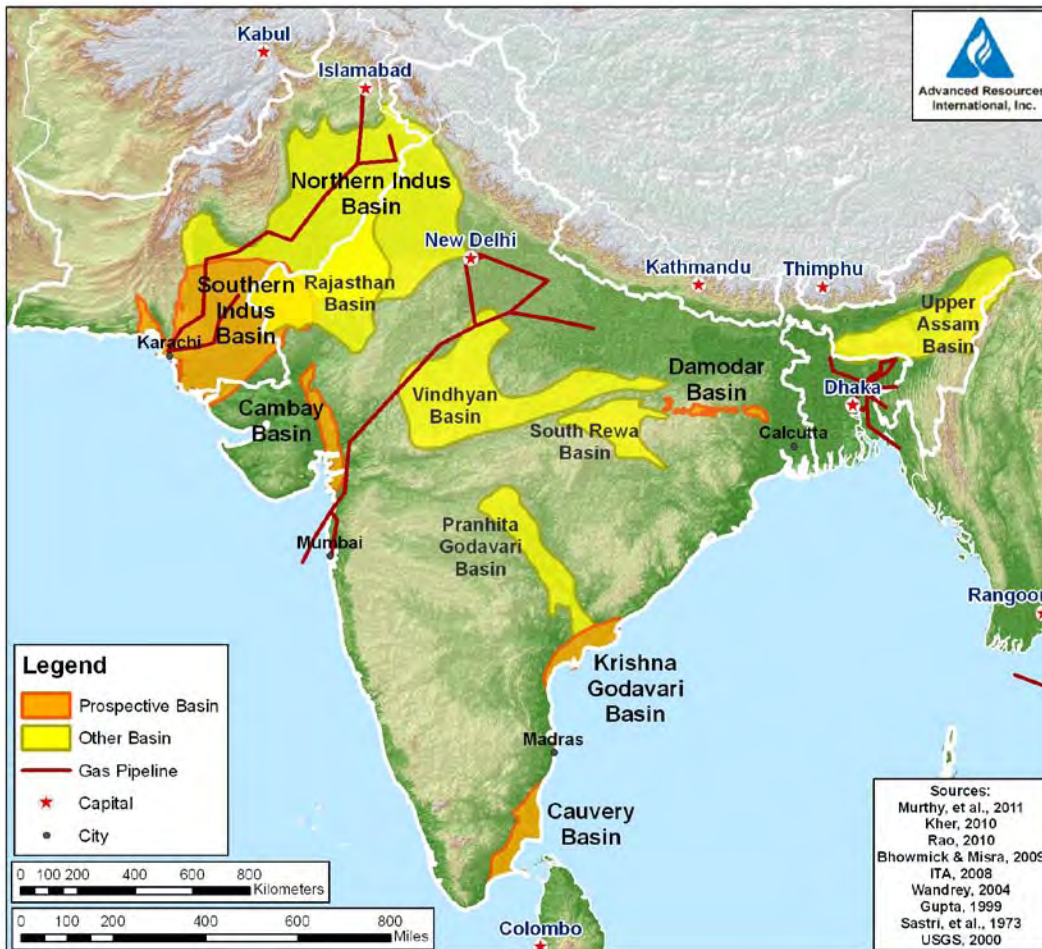 Kabul
Islamabad
Advanced Resources
International, Inc.
Northern Indus
Basin
New Delhi
Kathmandu
Thimphu
Southern
Indus
Basin
Rajasthan
Basin
Upper
Assam
Basin
Karachi
Damodar
Basin
Dhaka
Vindhyan
Basin
Cambay
Basin
South Rewa
Basin
Calcutta
Pranhita
Godavari
Basin
Mumbai
Rangoon
Legend
Prospective Basin
Other Basin
Gas Pipeline
Capital
City
Krishna
Godavari
Basin
Madras
Cauvery
Basin
Colombo
0 100 200 400 600 800
Kilometers
0 100 200 400 600 800
Miles
Sources:
Murthy, et al., 2011
Kher, 2010
Rao, 2010
Bhowmick & Misra, 2009
ITA, 2008
Wandrey, 2004
Gupta, 1999
Sastri, et al., 1973
USGS, 2000